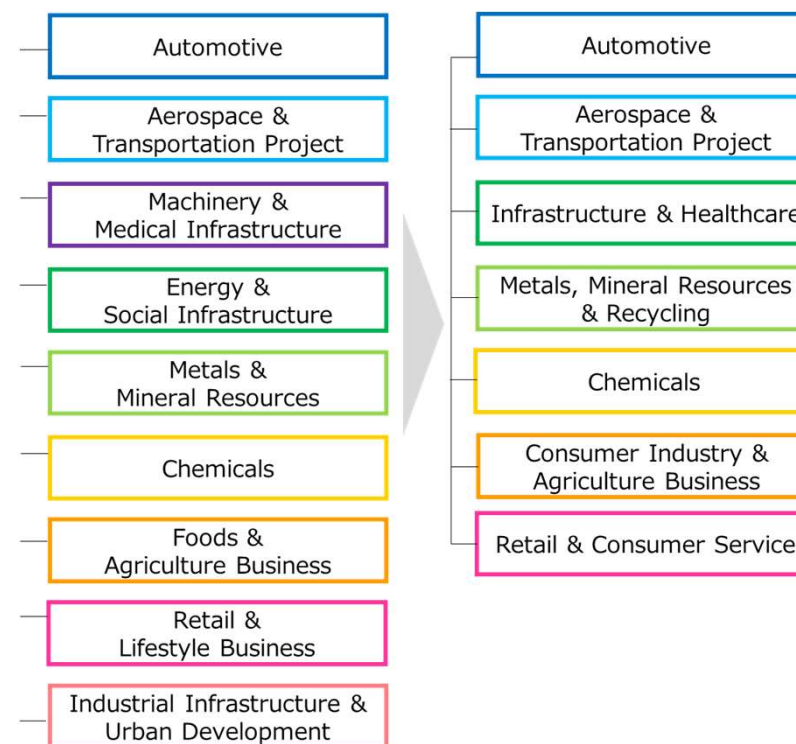 Automotive
Aerospace &
Transportation Project
Machinery &
Medical Infrastructure
Energy &
Social Infrastructure
Metals &
Mineral Resources
Chemicals
Foods &
Agriculture Business
Retail &
Lifestyle Business
Industrial Infrastructure &
Urban Development
Automotive
Aerospace &
Transportation Project
Infrastructure & Healthcare
Metals, Mineral Resources
& Recycling
Chemicals
Consumer Industry &
Agriculture Business
Retail & Consumer Service